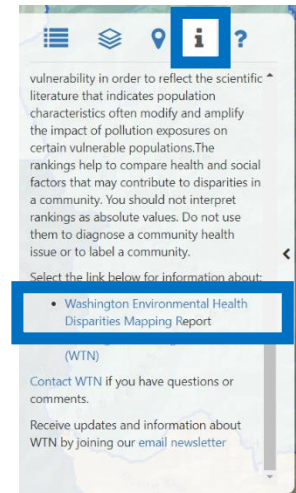 i ?
vulnerability in order to reflect the scientific
literature that indicates population
characteristics often modify and amplify
the impact of pollution exposures on
certain vulnerable populations.The
rankings help to compare health and social
factors that may contribute to disparities in
a community. You should not interpret
rankings as absolute values. Do not use
them to diagnose a community health
issue or to label a community.
Select the link below for information about:
• Washington Environmental Health
Disparities Mapping Report
(WTN)
Contact WTN if you have questions or
comments.
Receive updates and information about
WTN by joining our email newsletter